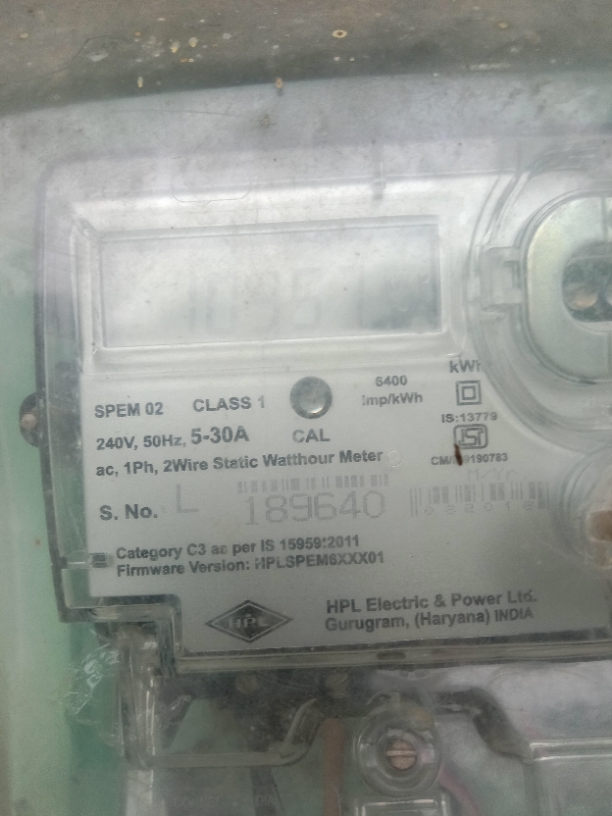 kWh
6400
Imp/kWh
SPEM 02 CLASS 1
IS:13779
240V, 50Hz, 5-30A CAL
ac, 1Ph, 2Wire Static Watthour Meter
S. No. L 189640
Category C3 as per IS 15959:2011
Firmware Version: HPLSPEM6XXX01
HPL
HPL Electric & Power Ltd.
Gurugram, (Haryana) INDIA